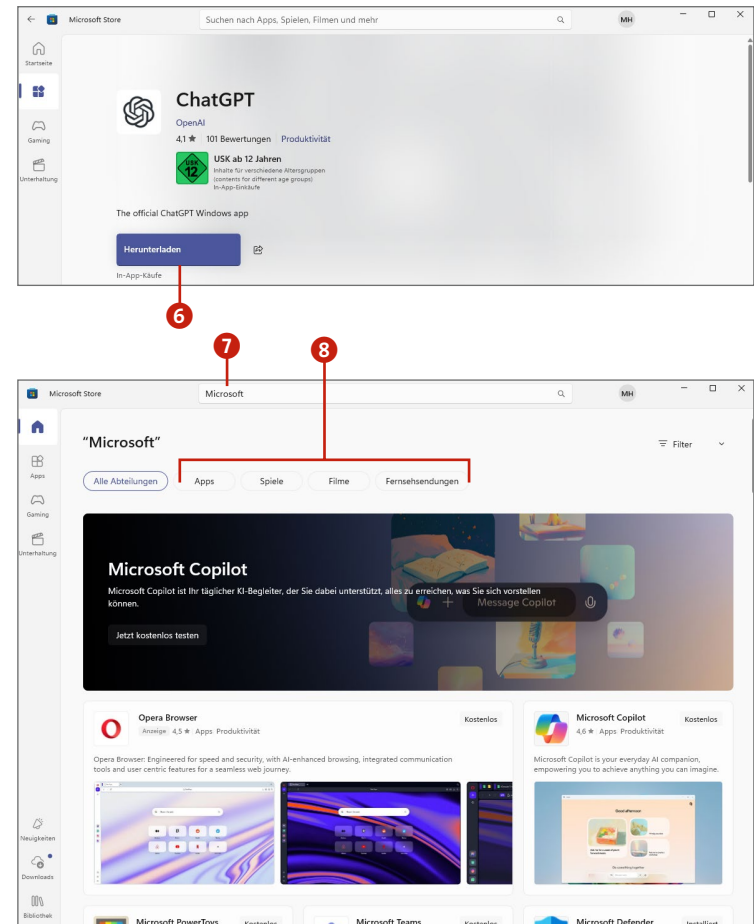 Microsoft Store
Suchen nach Apps, Spielen, Filmen und mehr
MH
Startseite
Gaming
Unterhaltung
ChatGPT
OpenAI
4,1 ★ 101 Bewertungen Produktivität
USK
12
USK ab 12 Jahren
Inhalte für verschiedene Altersgruppen
(contents for different age groups)
In-App-Einkäufe
The official ChatGPT Windows app
Herunterladen
In-App-Käufe
6
7
8
Microsoft Store
Microsoft
MH
"Microsoft"
Filter
Apps
Gaming
Unterhaltung
Alle Abteilungen
Apps
Spiele
Filme
Fernsehsendungen
Microsoft Copilot
Microsoft Copilot ist Ihr täglicher KI-Begleiter, der Sie dabei unterstützt, alles zu erreichen, was Sie sich vorstellen
können.
Message Copilot
Jetzt kostenlos testen
Opera Browser
Kostenlos
Anzeige 4,5 ★ Apps Produktivität
Opera Browser: Engineered for speed and security, with AI-enhanced browsing, integrated communication
tools and user centric features for a seamless web journey.
Microsoft Copilot
Kostenlos
4,6 ★ Apps Produktivität
Microsoft Copilot is your everyday AI companion,
empowering you to achieve anything you can imagine.
Good afternoon
Neuigkeiten
Downloads
Bibliothek
Microsoft PowerToys
Kostenlos
Microsoft Teams
Kostenlos
Microsoft Defender
Installiert